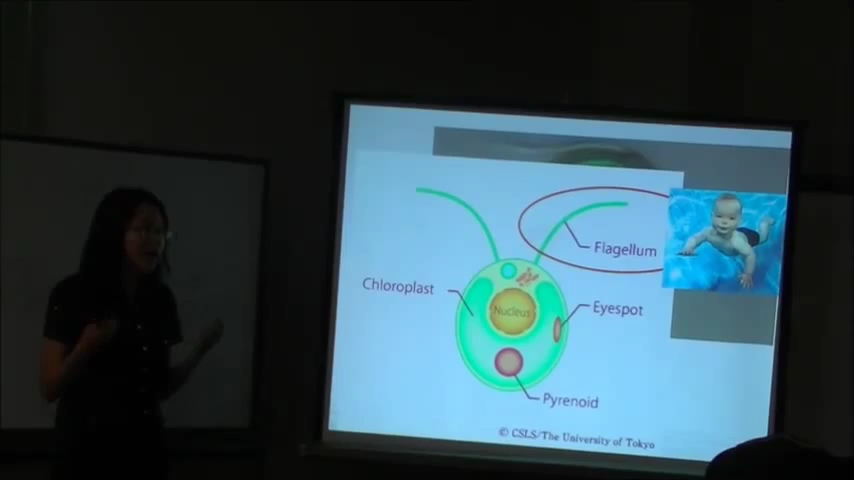 Flagellum
Chloroplast
Nucleus
Eyespot
Pyrenoid
© CSLS/The University of Tokyo